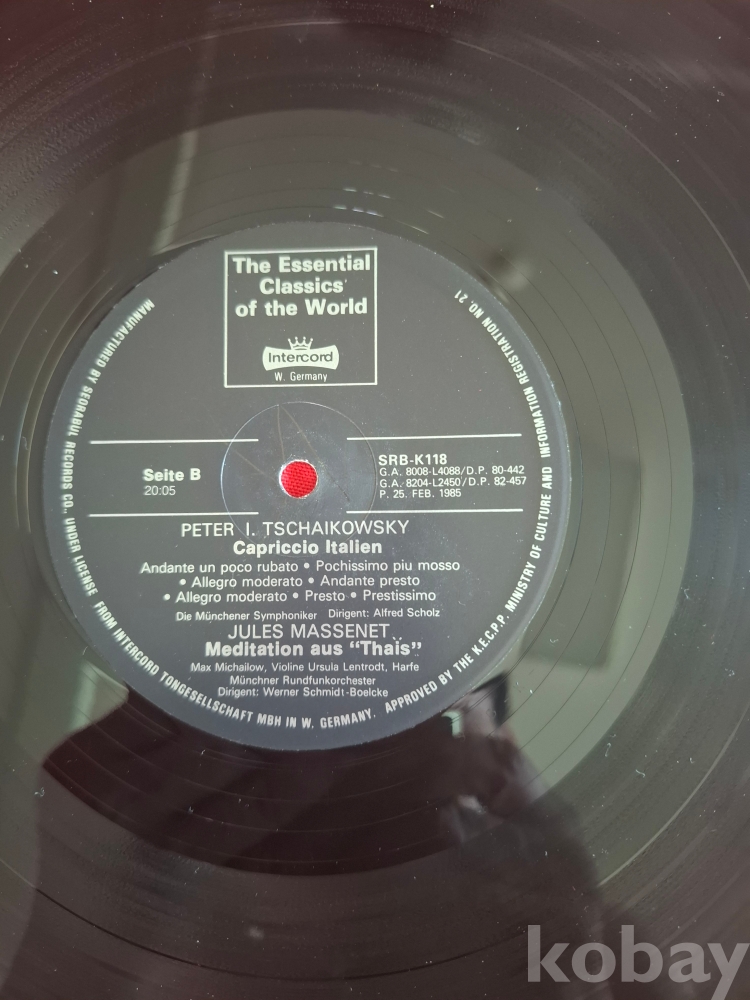 The Essential
Classics
of the World
Intercord
W. Germany
Seite B
20:05
SRB-K118
G.A. 8008-L4088/D.P. 80-442
G.A. 8204-L2450/D.P. 82-457
P. 25. FEB. 1985
PETER I. TSCHAIKOWSKY
Capriccio Italien
Andante un poco rubato • Pochissimo piu mosso
• Allegro moderato • Andante presto
• Allegro moderato • Presto • Prestissimo
Die Münchener Symphoniker Dirigent: Alfred Scholz
JULES MASSENET
Meditation aus "Thaïs"
Max Michailow, Violine Ursula Lentrodt, Harfe
Münchner Rundfunkorchester
Dirigent: Werner Schmidt-Boelcke
MANUFACTURED BY SEORABUL RECORDS CO., UNDER LICENSE FROM INTERCORD TONGESELLSCHAFT MBH IN W. GERMANY. APPROVED BY THE K.E.C.P.P. MINISTRY OF CULTURE AND INFORMATION REGISTRATION NO. 21
kobay